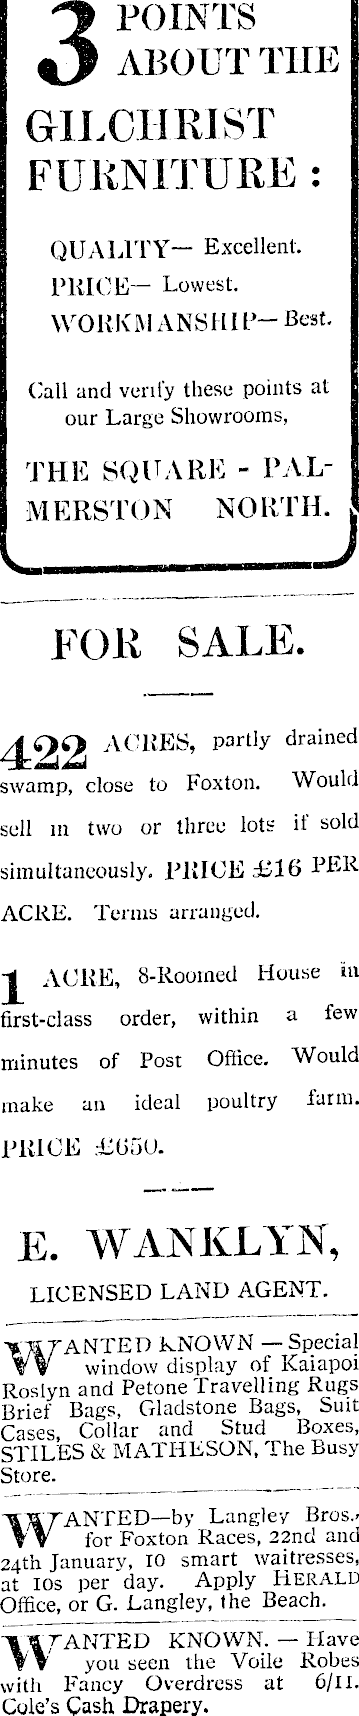 3 POINTS
ABOUT THE
GILCHRIST
FURNITURE :
QUALITY— Excellent.
PRICE— Lowest.
WORKMANSHIP— Best.
Call and verify these points at
our Large Showrooms,
THE SQUARE - PAL-
MERSTON NORTH.
FOR SALE.
422 ACRES, partly drained
swamp, close to Foxton. Would
sell in two or three lots if sold
simultaneously. PRICE £16 PER
ACRE. Terms arranged.
1 ACRE, 8-Roomed House in
first-class order, within a few
minutes of Post Office. Would
make an ideal poultry farm.
PRICE £650.
E. WANKLYN,
LICENSED LAND AGENT.
WANTED KNOWN — Special
window display of Kaiapoi
Roslyn and Petone Travelling Rugs
Brief Bags, Gladstone Bags, Suit
Cases, Collar and Stud Boxes,
STILES & MATHESON, The Busy
Store.
WANTED—by Langley Bros.,
for Foxton Races, 22nd and
24th January, 10 smart waitresses,
at 10s per day. Apply HERALD
Office, or G. Langley, the Beach.
WANTED KNOWN. — Have
you seen the Voile Robes
with Fancy Overdress at 6/11.
Cole's Cash Drapery.